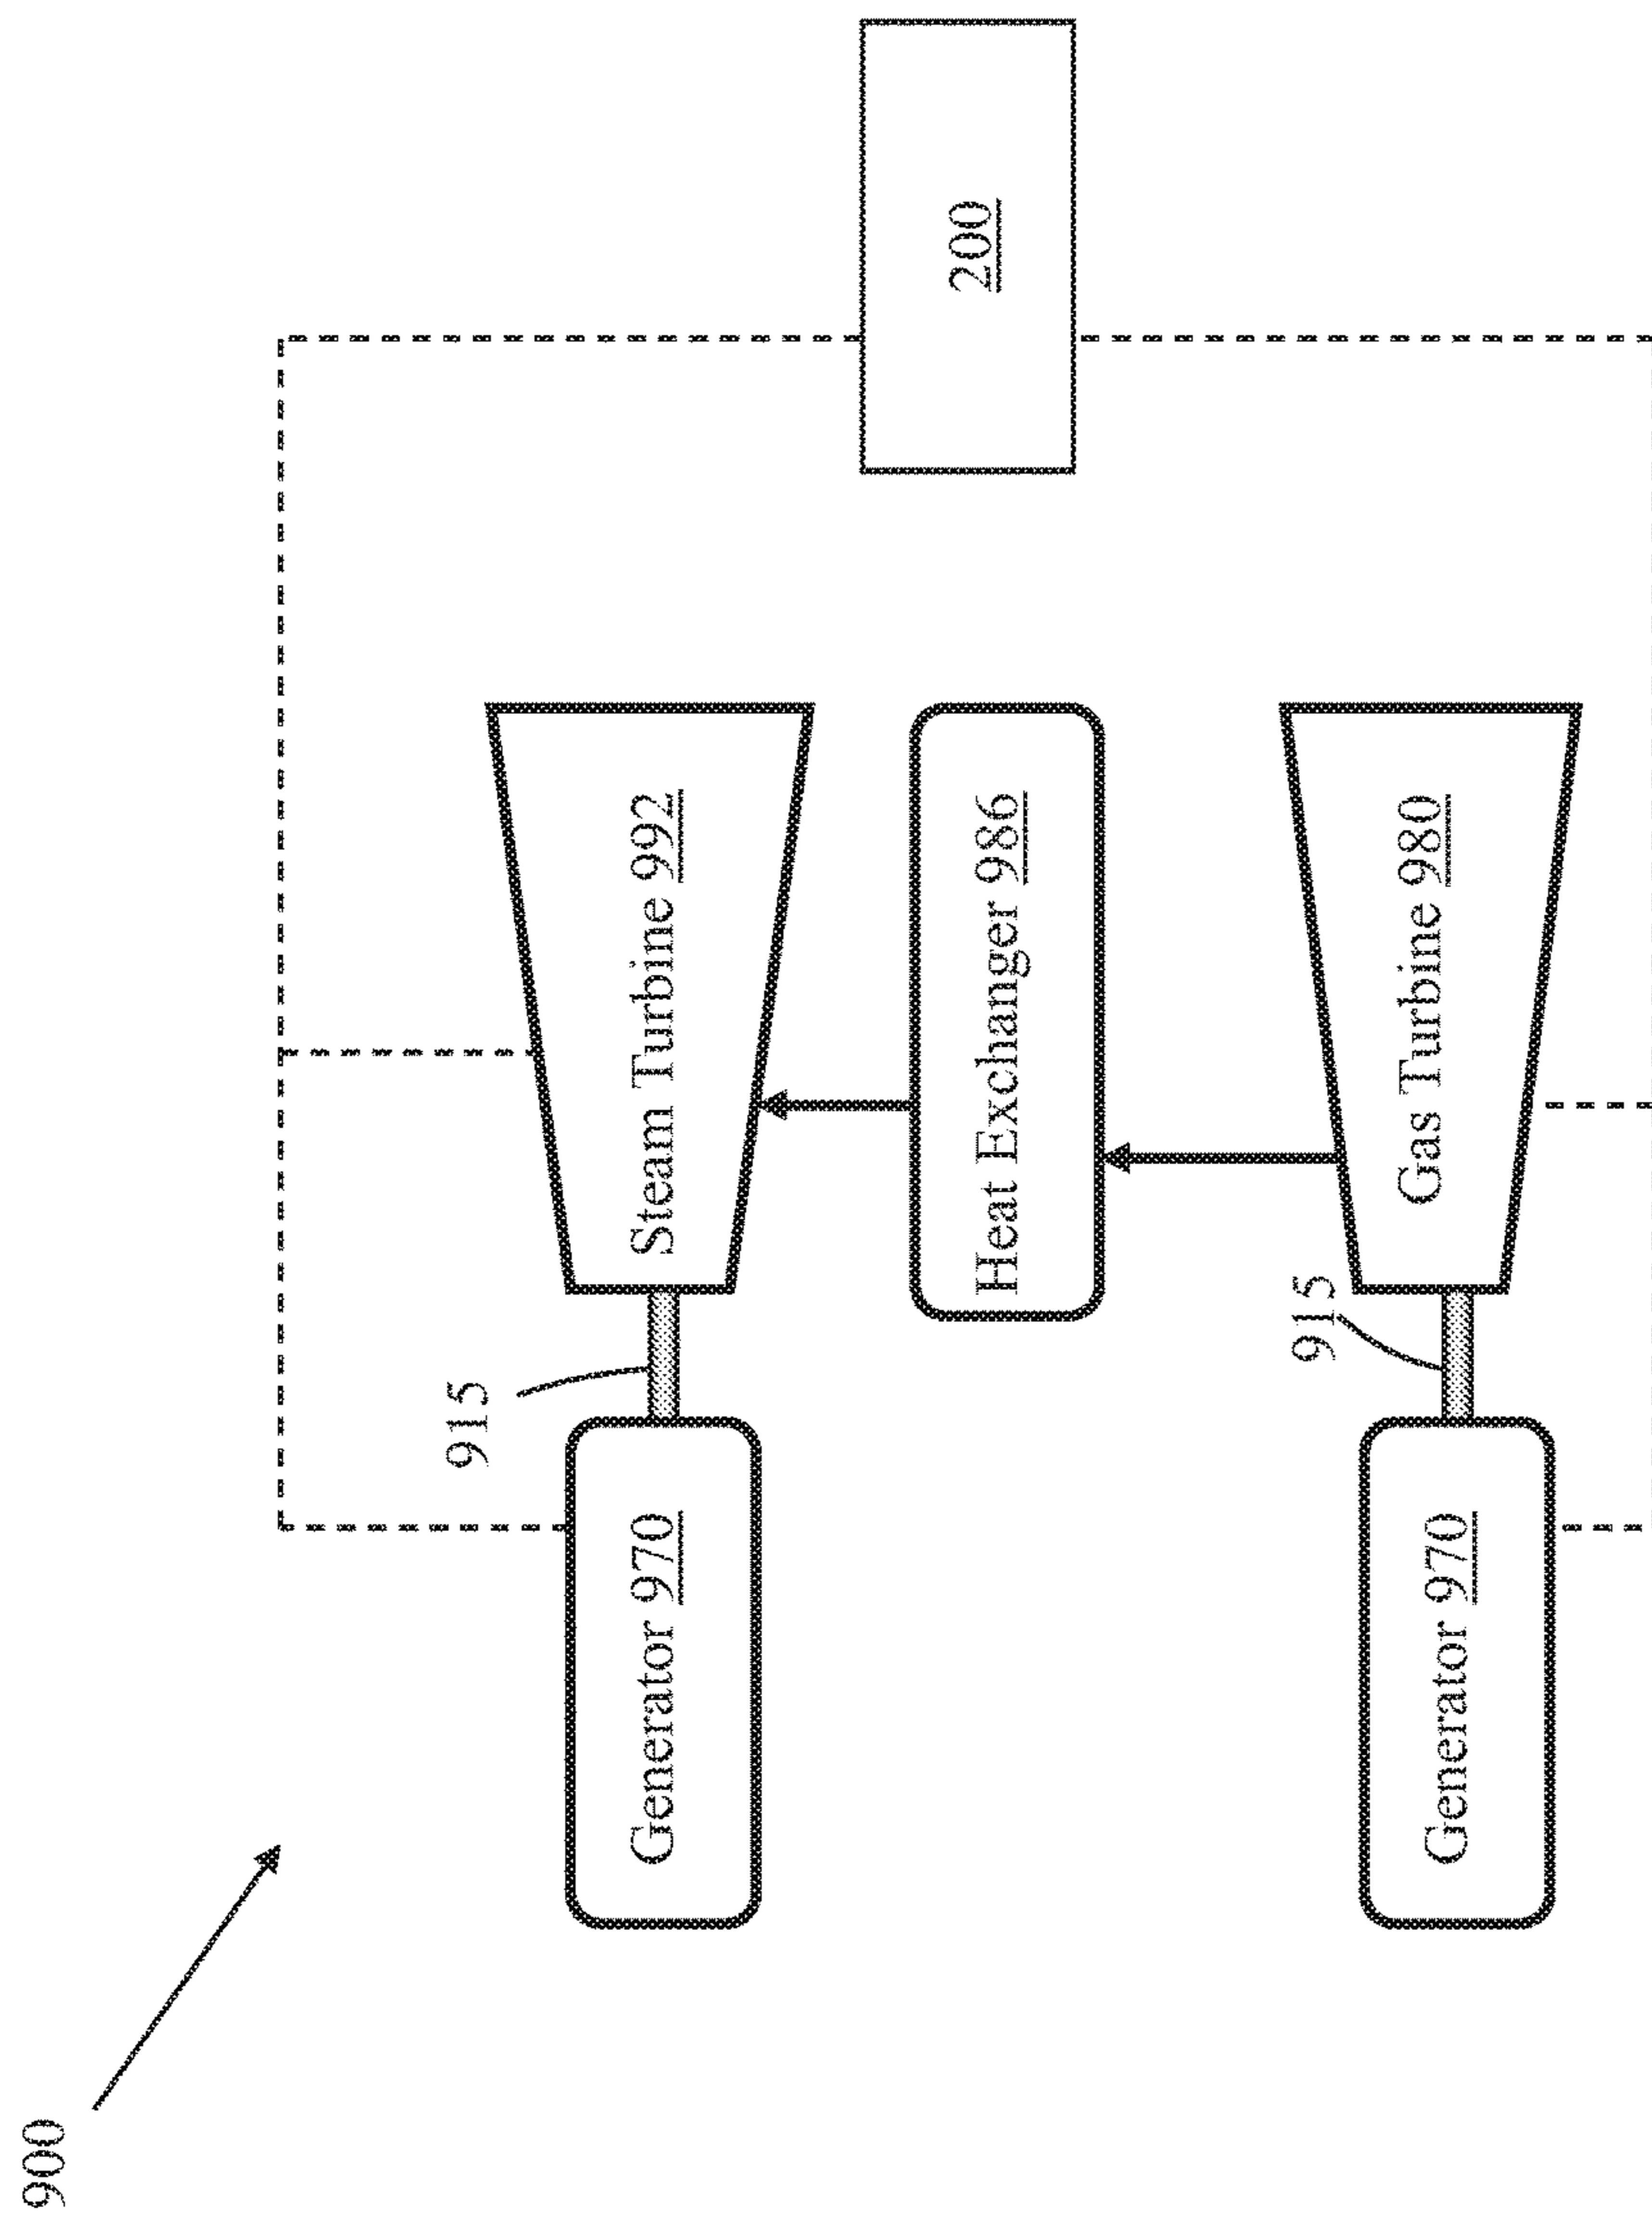 900
Generator 970
915
Steam Turbine 992
Heat Exchanger 986
200
Generator 970
915
Gas Turbine 980